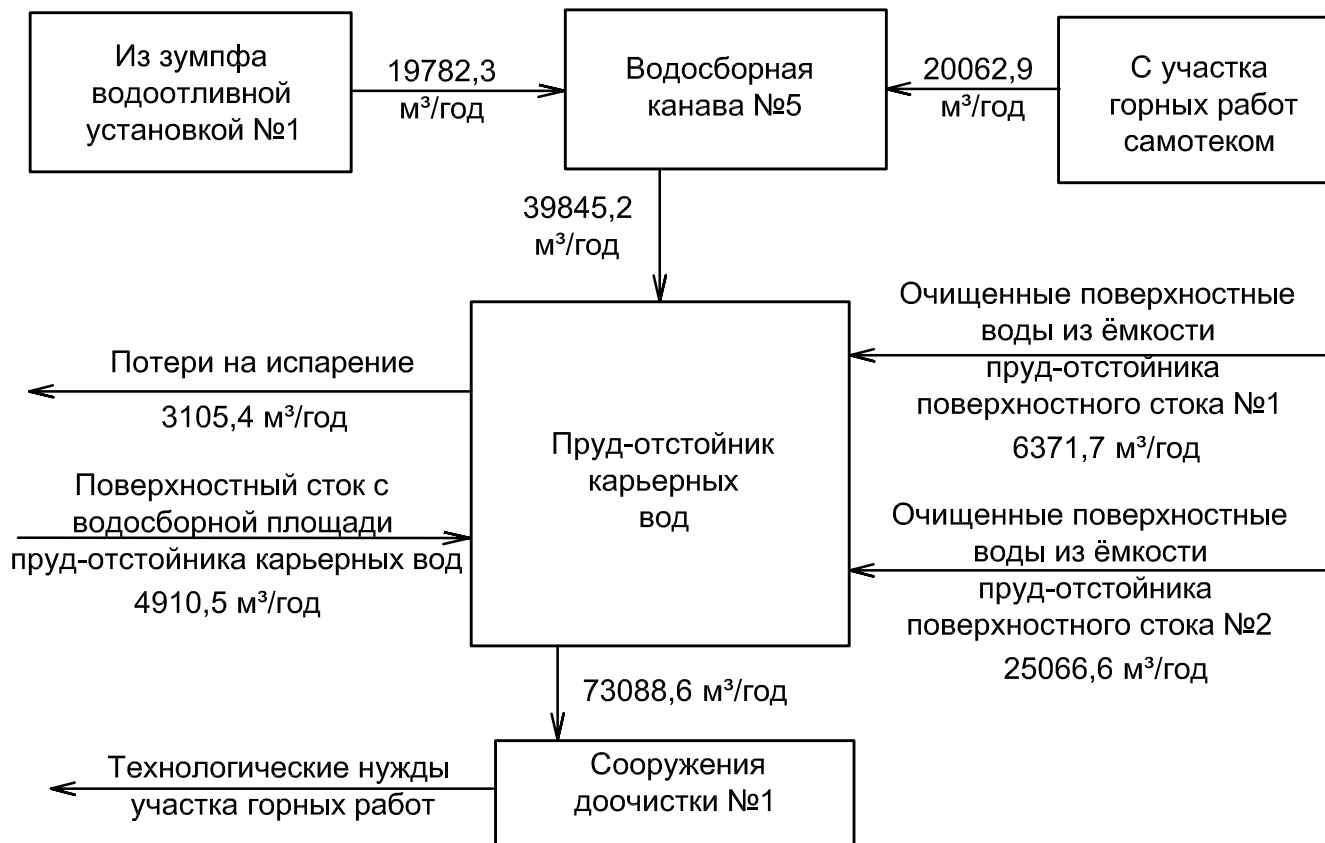 Из зумпфа
водоотливной
установкой №1
19782,3
м³/год
Водосборная
канава №5
20062,9
м³/год
С участка
горных работ
самотеком
39845,2
м³/год
Потери на испарение
3105,4 м³/год
Поверхностный сток с
водосборной площади
пруд-отстойника карьерных вод
4910,5 м³/год
Пруд-отстойник
карьерных
вод
Очищенные поверхностные
воды из ёмкости
пруд-отстойника
поверхностного стока №1
6371,7 м³/год
Очищенные поверхностные
воды из ёмкости
пруд-отстойника
поверхностного стока №2
25066,6 м³/год
73088,6 м³/год
Технологические нужды
участка горных работ
Сооружения
доочистки №1